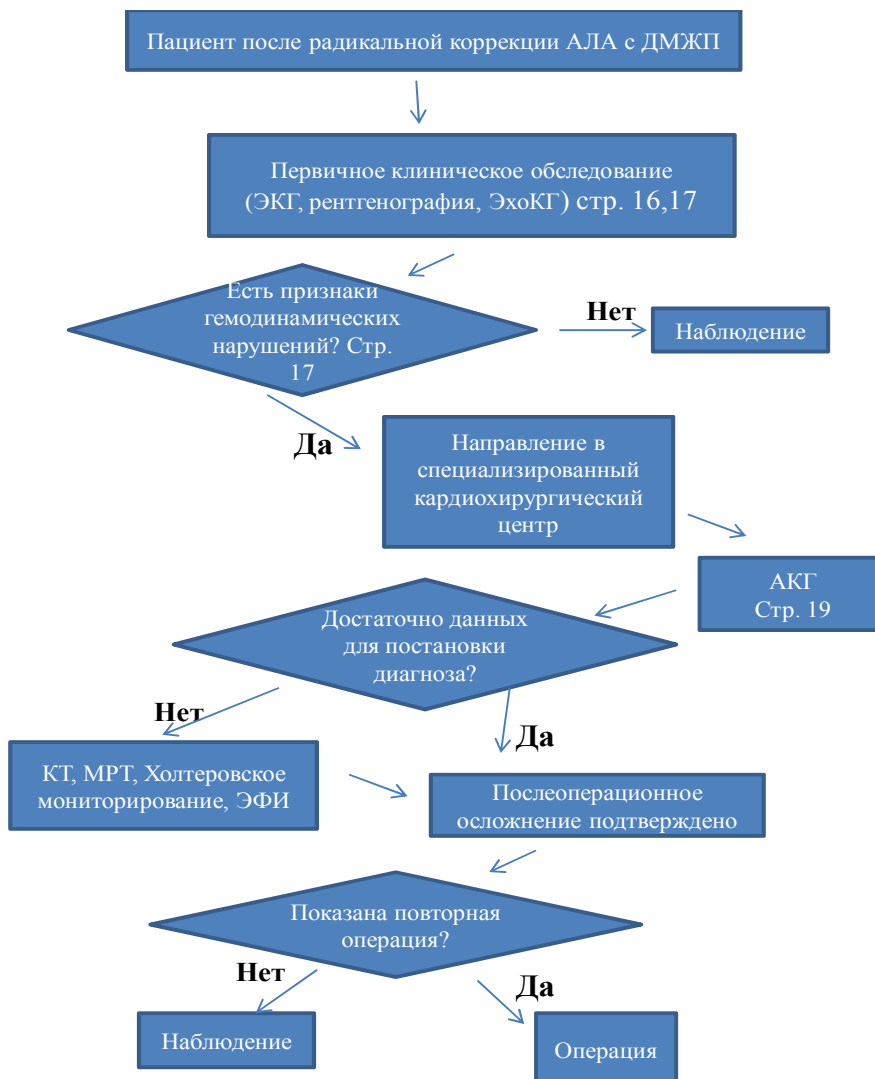 Пациент после радикальной коррекции АЛА с ДМЖП
Первичное клиническое обследование
(ЭКГ, рентгенография, ЭхоКГ) стр. 16,17
Есть признаки
гемодинамических
нарушений? Стр.
17
Нет
Наблюдение
Да
Направление в
специализированный
кардиохирургический
центр
АКГ
Стр. 19
Достаточно данных
для постановки
диагноза?
Нет
Да
КТ, МРТ, Холтеровское
мониторирование, ЭФИ
Послеоперационное
осложнение подтверждено
Показана повторная
операция?
Нет
Да
Наблюдение
Операция